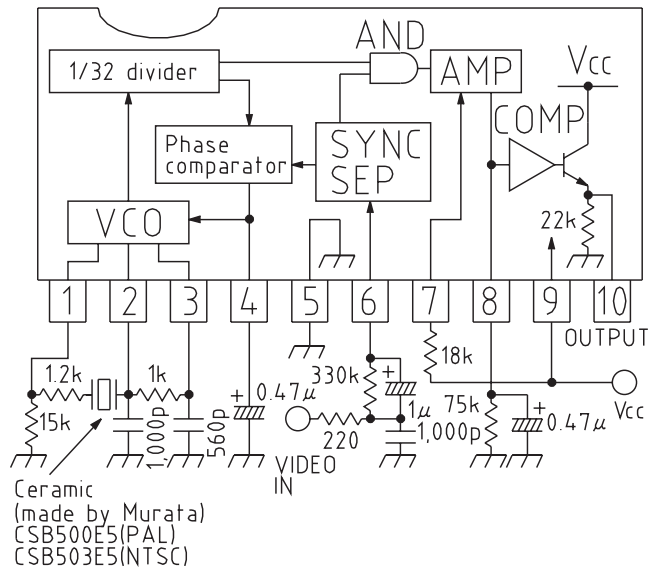 AND
1/32 divider
AMP
Vcc
COMP
Phase
comparator
SYNC
SEP
VCO
22k
1
2
3
4
5
6
7
8
9
10
OUTPUT
1.2k
1k
330k
+
18k
Vcc
15k
1,000p
560p
+
0.47μ
1μ
220
1,000p
75k
+
0.47μ
VIDEO
IN
Ceramic
(made by Murata)
CSB500E5(PAL)
CSB503E5(NTSC)